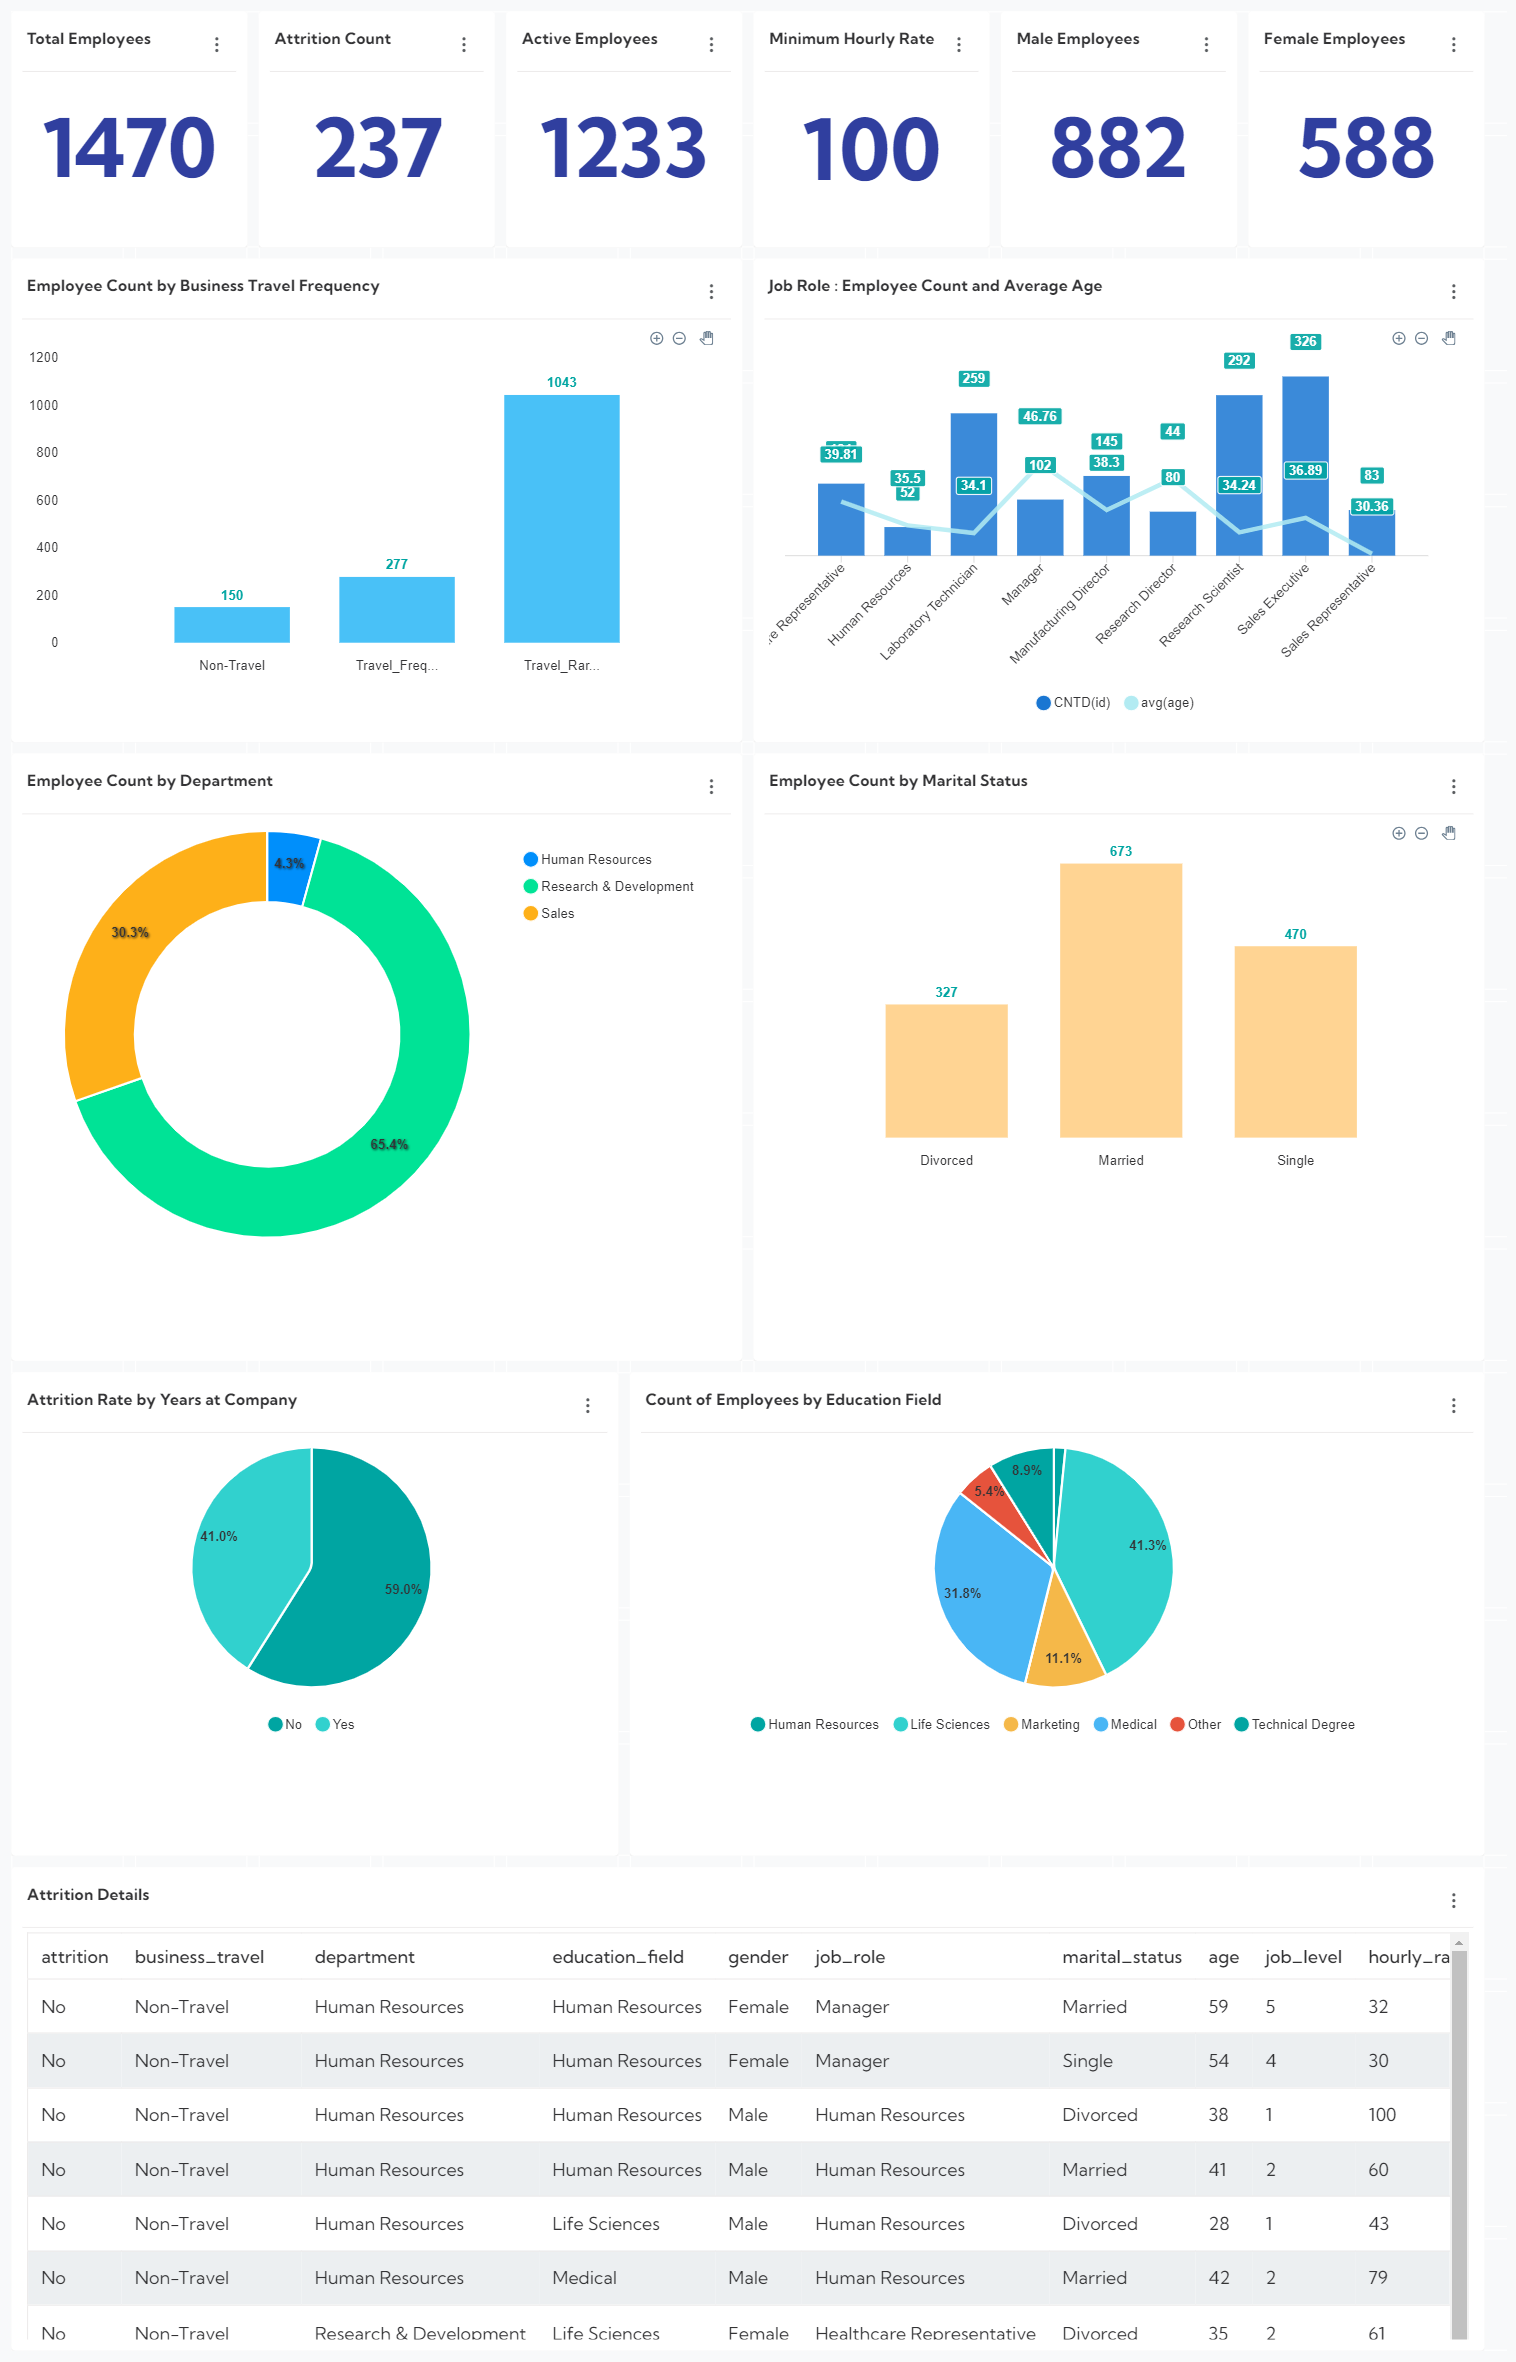 Total Employees
1470
Attrition Count
237
Active Employees
1233
Minimum Hourly Rate
100
Male Employees
882
Female Employees
588
Employee Count by Business Travel Frequency
1200
1000
800
600
400
200
0
150
277
1043
Non-Travel
Travel_Freq...
Travel_Rar...
Job Role : Employee Count and Average Age
39.81
35.5
52
259
34.1
46.76
102
145
38.3
44
80
292
34.24
326
36.89
83
30.36
re Representative
Human Resources
Laboratory Technician
Manager
Manufacturing Director
Research Director
Research Scientist
Sales Executive
Sales Representative
CNTD(id)
avg(age)
Employee Count by Department
4.3%
30.3%
65.4%
Human Resources
Research & Development
Sales
Employee Count by Marital Status
327
673
470
Divorced
Married
Single
Attrition Rate by Years at Company
41.0%
59.0%
No
Yes
Count of Employees by Education Field
8.9%
5.4%
41.3%
31.8%
11.1%
Human Resources
Life Sciences
Marketing
Medical
Other
Technical Degree
Attrition Details
attrition business_travel department education_field gender job_role marital_status age job_level hourly_ra
No Non-Travel Human Resources Human Resources Female Manager Married 59 5 32
No Non-Travel Human Resources Human Resources Female Manager Single 54 4 30
No Non-Travel Human Resources Human Resources Male Human Resources Divorced 38 1 100
No Non-Travel Human Resources Human Resources Male Human Resources Married 41 2 60
No Non-Travel Human Resources Life Sciences Male Human Resources Divorced 28 1 43
No Non-Travel Human Resources Medical Male Human Resources Married 42 2 79
No Non-Travel Research & Development Life Sciences Female Healthcare Representative Divorced 35 2 61